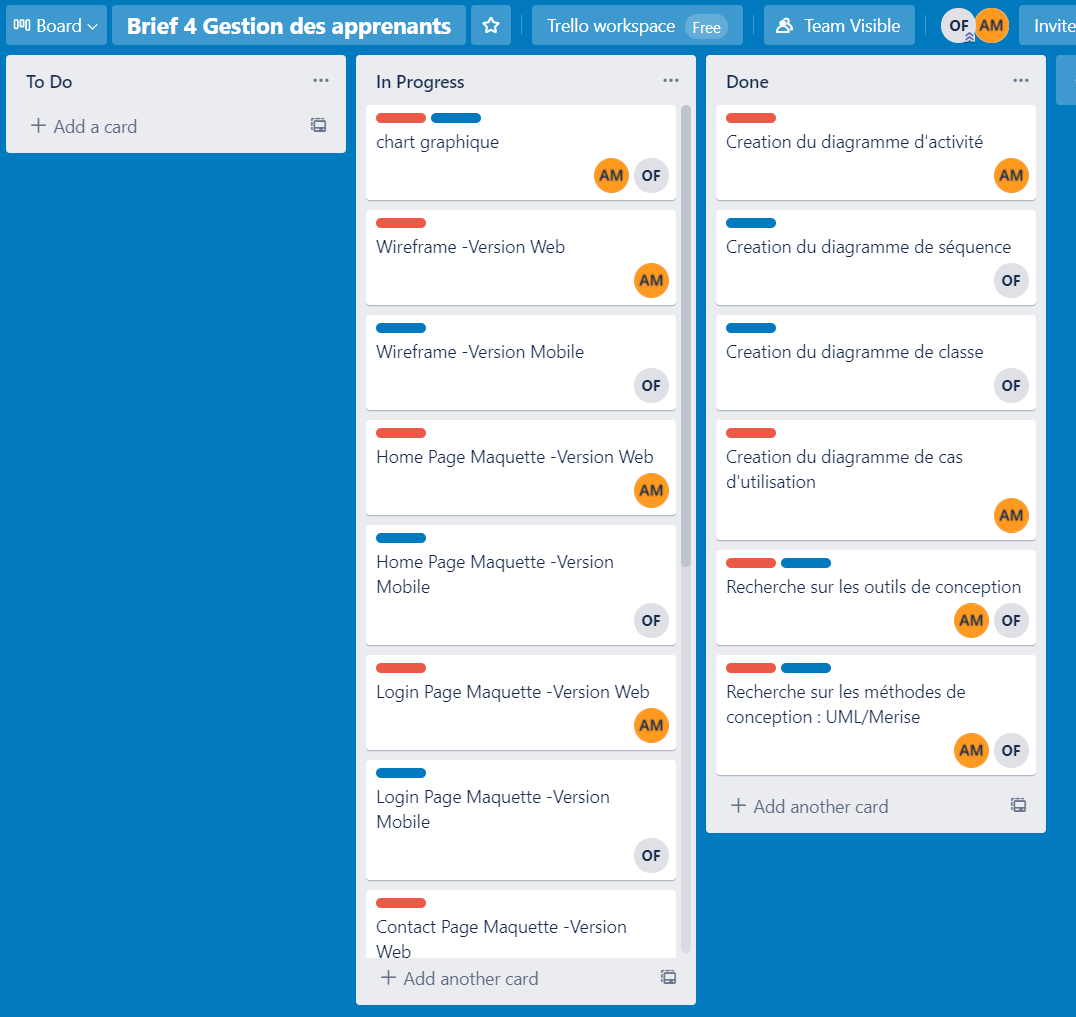 Board
Brief 4 Gestion des apprenants
Trello workspace
Free
Team Visible
OF
AM
Invite
To Do
+ Add a card
In Progress
chart graphique
AM
OF
Wireframe -Version Web
AM
Wireframe -Version Mobile
OF
Home Page Maquette -Version Web
AM
Home Page Maquette -Version
Mobile
OF
Login Page Maquette -Version Web
AM
Login Page Maquette -Version
Mobile
OF
Contact Page Maquette -Version
Web
+ Add another card
Done
Creation du diagramme d'activité
AM
Creation du diagramme de séquence
OF
Creation du diagramme de classe
OF
Creation du diagramme de cas
d'utilisation
AM
Recherche sur les outils de conception
AM
OF
Recherche sur les méthodes de
conception : UML/Merise
AM
OF
+ Add another card